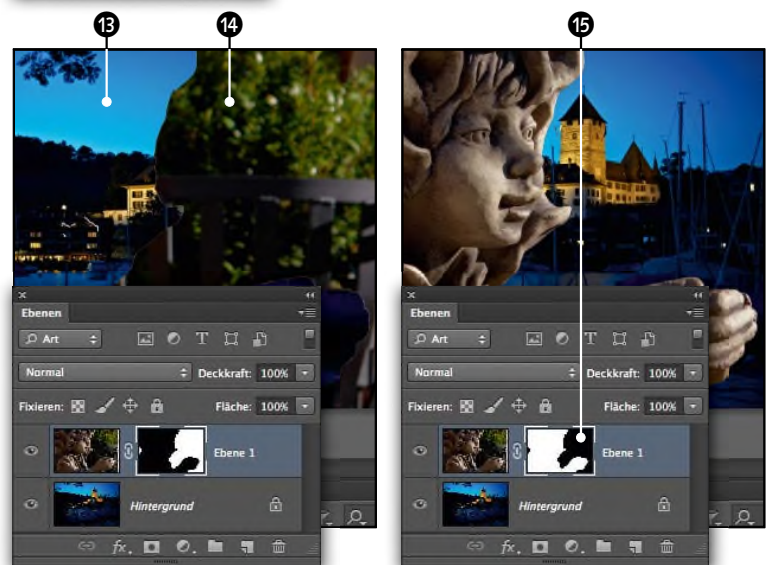 13 14 15
Ebenen
Art
T
Normal
Deckkraft: 100%
Fixieren:
Fläche: 100%
Ebene 1
Hintergrund
fx.
Ebenen
Art
T
Normal
Deckkraft: 100%
Fixieren:
Fläche: 100%
Ebene 1
Hintergrund
fx.